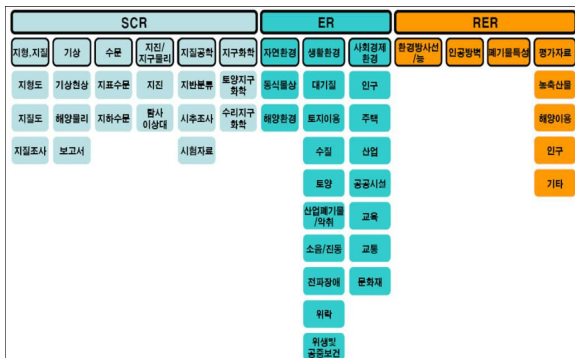 SCR
ER
RER
지형.지질
기상
수문
지진/
지구물리
지질공학
지구화학
자연환경
생활환경
사회경제
환경
환경방사선
/능
인공방벽
폐기물특성
평가자료
지형도
기상현상
지표수문
지진
지반분류
토양지구
화학
동식물상
대기질
인구
농축산물
지질도
해양물리
지하수문
탐사
이상대
시추조사
수리지구
화학
해양환경
토지이용
주택
해양이용
지질조사
보고서
시험자료
수질
산업
인구
토양
공공시설
기타
산업폐기물
/악취
교육
소음/진동
교통
전파장애
문화재
위락
위생및
공중보건